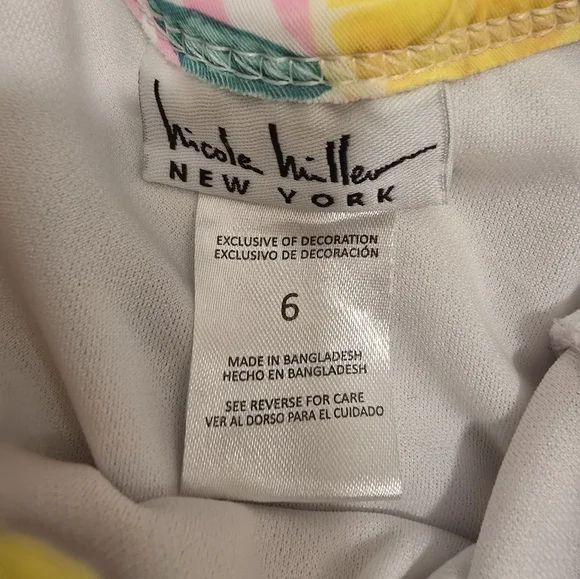 Nicole Miller
NEW YORK
EXCLUSIVE OF DECORATION
EXCLUSIVO DE DECORACIÓN
6
MADE IN BANGLADESH
HECHO EN BANGLADESH
SEE REVERSE FOR CARE
VER AL DORSO PARA EL CUIDADO